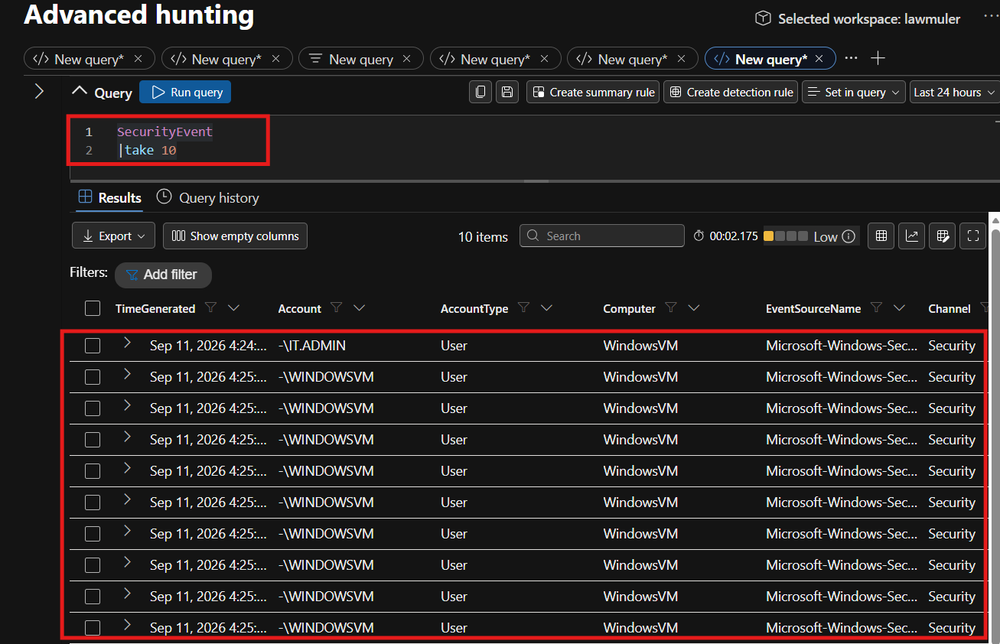 Advanced hunting
Selected workspace: lawmuler
New query*
New query*
New query
New query*
New query*
New query*
Query
Run query
Create summary rule
Create detection rule
Set in query
Last 24 hours
1 SecurityEvent
2 |take 10
Results
Query history
Export
Show empty columns
10 items
Search
00:02.175
Low
Filters:
Add filter
TimeGenerated Account AccountType Computer EventSourceName Channel
Sep 11, 2026 4:24:... -\IT.ADMIN User WindowsVM Microsoft-Windows-Sec... Security
Sep 11, 2026 4:25:... -\WINDOWSVM User WindowsVM Microsoft-Windows-Sec... Security
Sep 11, 2026 4:25:... -\WINDOWSVM User WindowsVM Microsoft-Windows-Sec... Security
Sep 11, 2026 4:25:... -\WINDOWSVM User WindowsVM Microsoft-Windows-Sec... Security
Sep 11, 2026 4:25:... -\WINDOWSVM User WindowsVM Microsoft-Windows-Sec... Security
Sep 11, 2026 4:25:... -\WINDOWSVM User WindowsVM Microsoft-Windows-Sec... Security
Sep 11, 2026 4:25:... -\WINDOWSVM User WindowsVM Microsoft-Windows-Sec... Security
Sep 11, 2026 4:25:... -\WINDOWSVM User WindowsVM Microsoft-Windows-Sec... Security
Sep 11, 2026 4:25:... -\WINDOWSVM User WindowsVM Microsoft-Windows-Sec... Security
Sep 11, 2026 4:25:... -\WINDOWSVM User WindowsVM Microsoft-Windows-Sec... Security